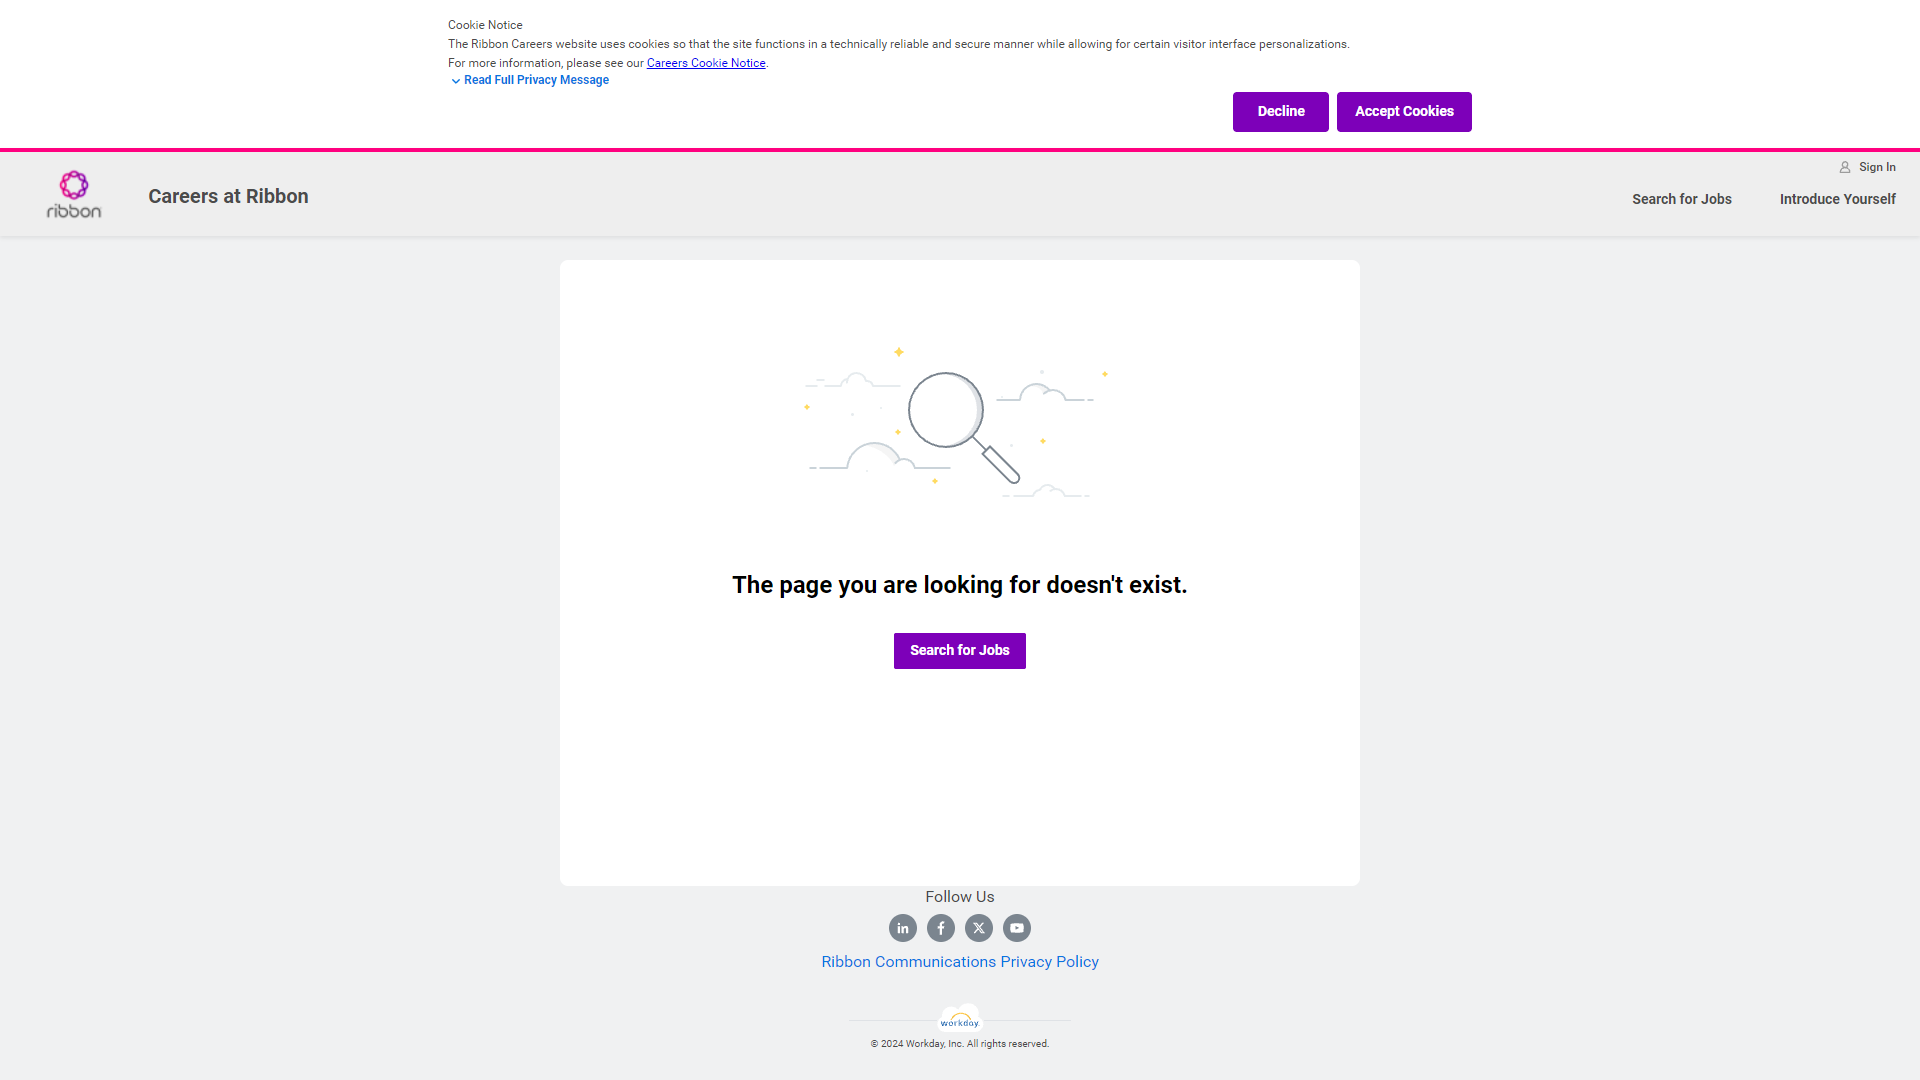 Cookie Notice
The Ribbon Careers website uses cookies so that the site functions in a technically reliable and secure manner while allowing for certain visitor interface personalizations.
For more information, please see our Careers Cookie Notice.
Read Full Privacy Message
Decline
Accept Cookies
Sign In
ribbon
Careers at Ribbon
Search for Jobs
Introduce Yourself
The page you are looking for doesn't exist.
Search for Jobs
Follow Us
Ribbon Communications Privacy Policy
workday.
© 2024 Workday, Inc. All rights reserved.